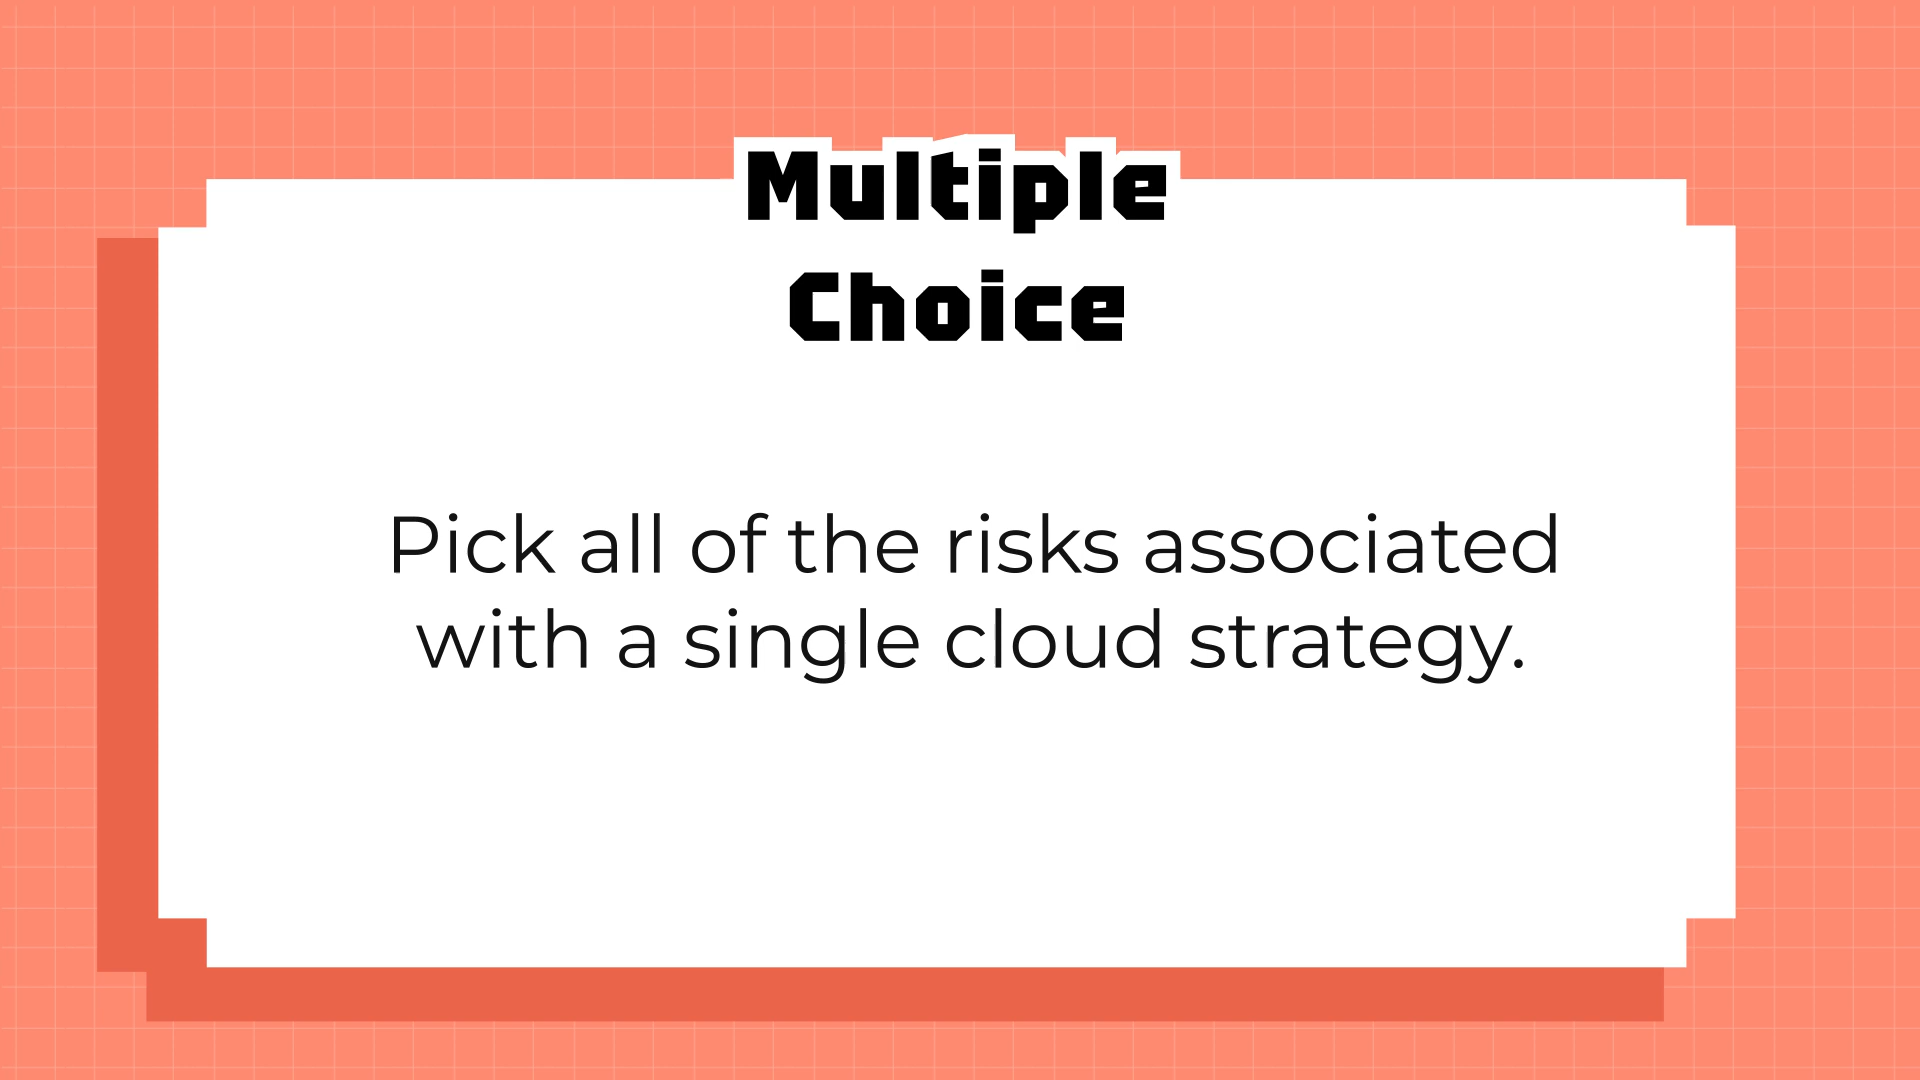 Multiple
Choice
Pick all of the risks associated
with a single cloud strategy.